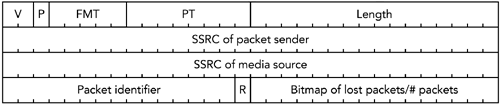 V P FMT PT Length
SSRC of packet sender
SSRC of media source
Packet identifier R Bitmap of lost packets/# packets